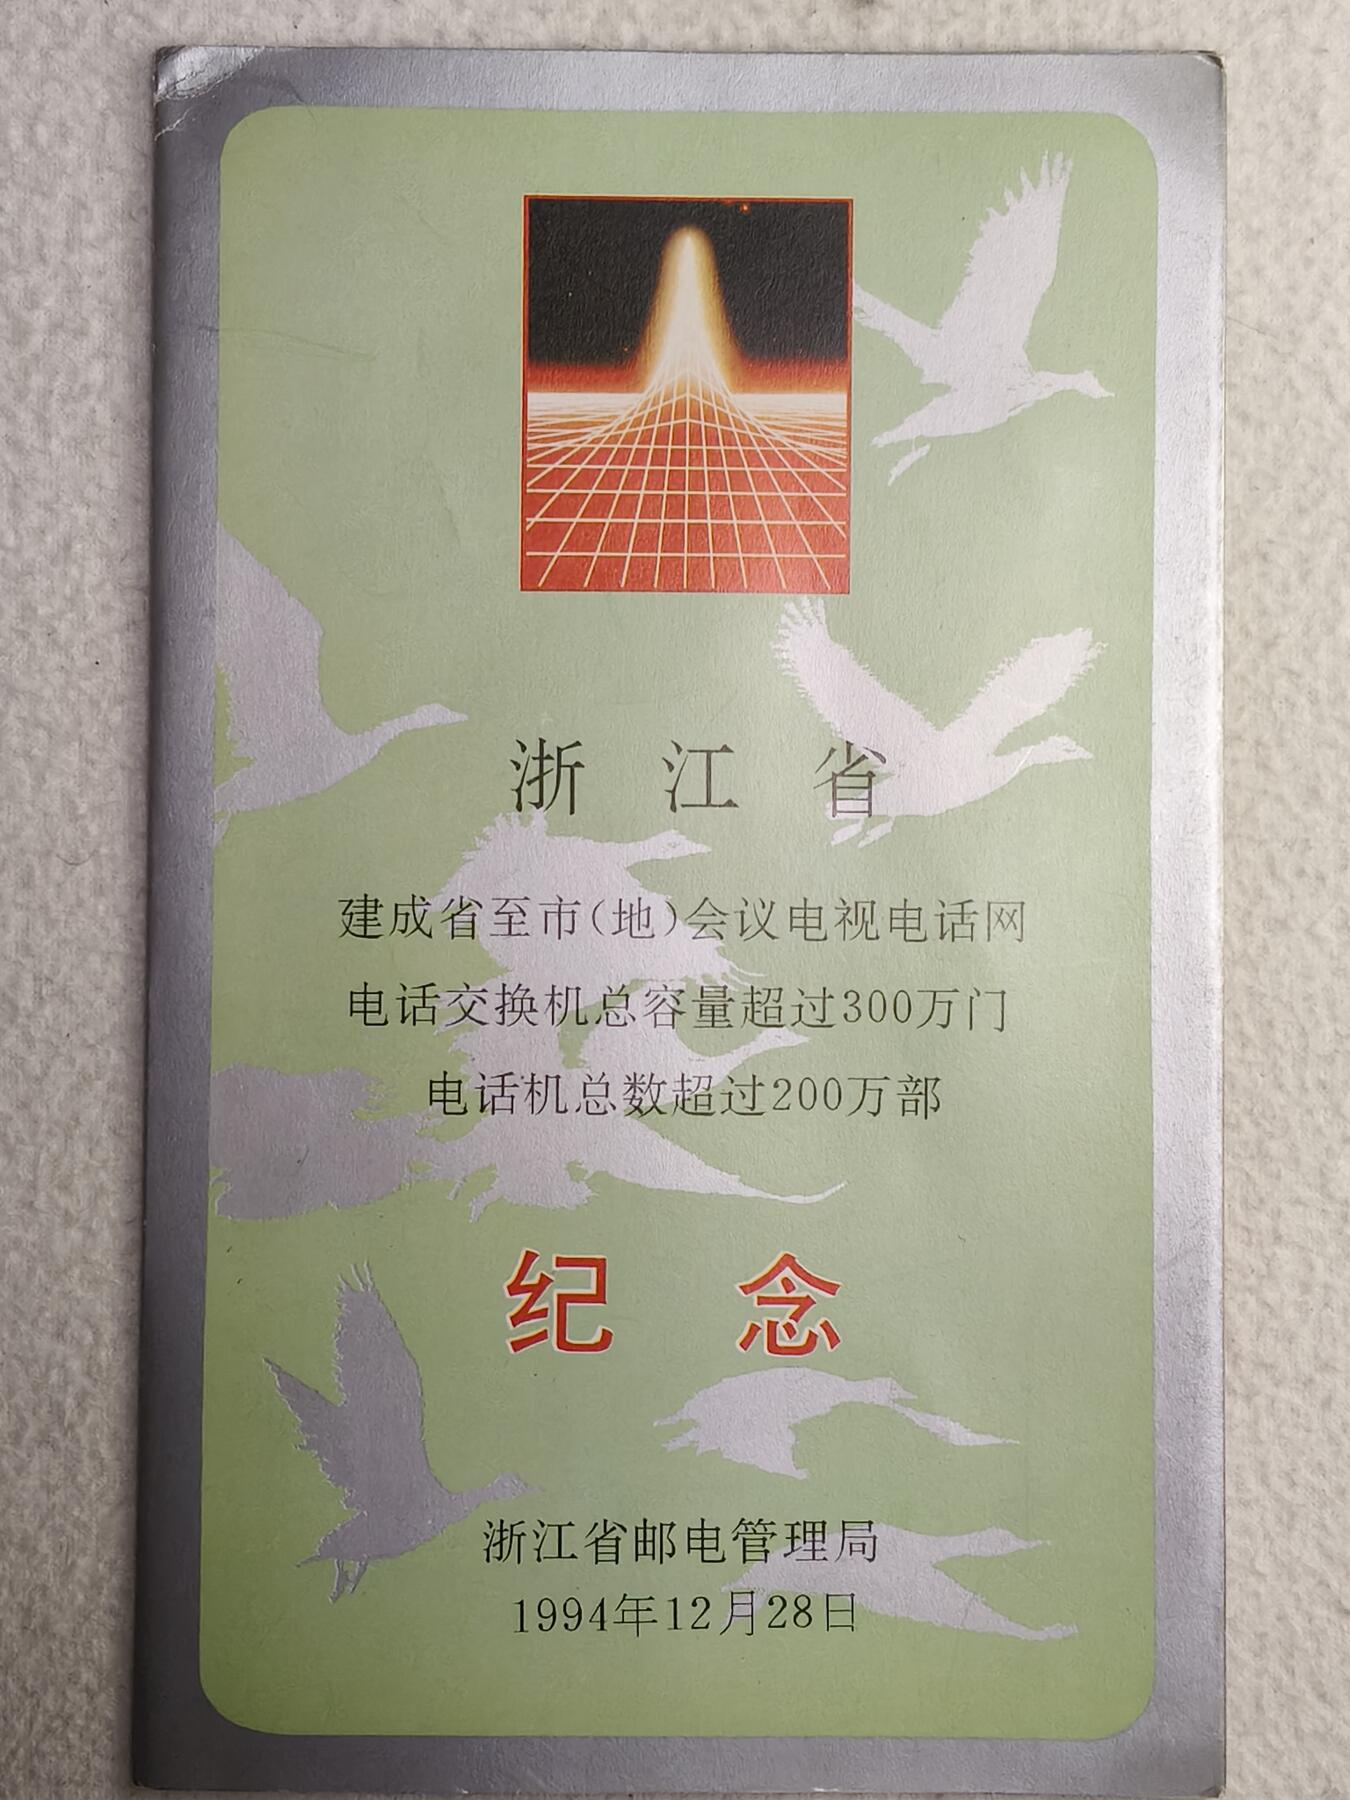 浙江省
建成省至市(地)会议电视电话网
电话交换机总容量超过300万门
电话机总数超过200万部
纪念
浙江省邮电管理局
1994年12月28日